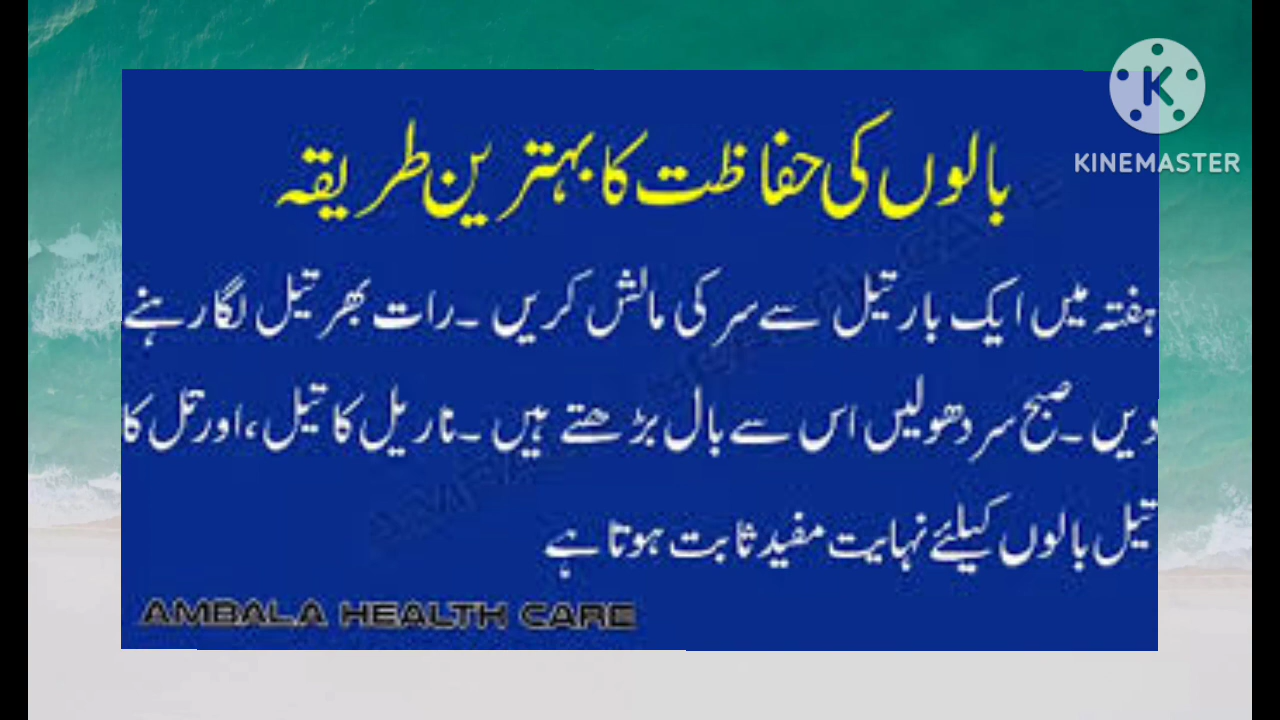 KINEMASTER
بالوں کی حفاظت کا بہترین طریقہ
ہفتہ میں ایک بار تیل سے سر کی مالش کریں ۔رات بھر تیل لگا رہنے
دیں۔صبح سر دھولیں اس سے بال بڑھتے ہیں ۔ناریل کا تیل ،اور تل کا
تیل بالوں کیلئے نہایت مفید ثابت ہوتا ہے
AMBALA HEALTH CARE